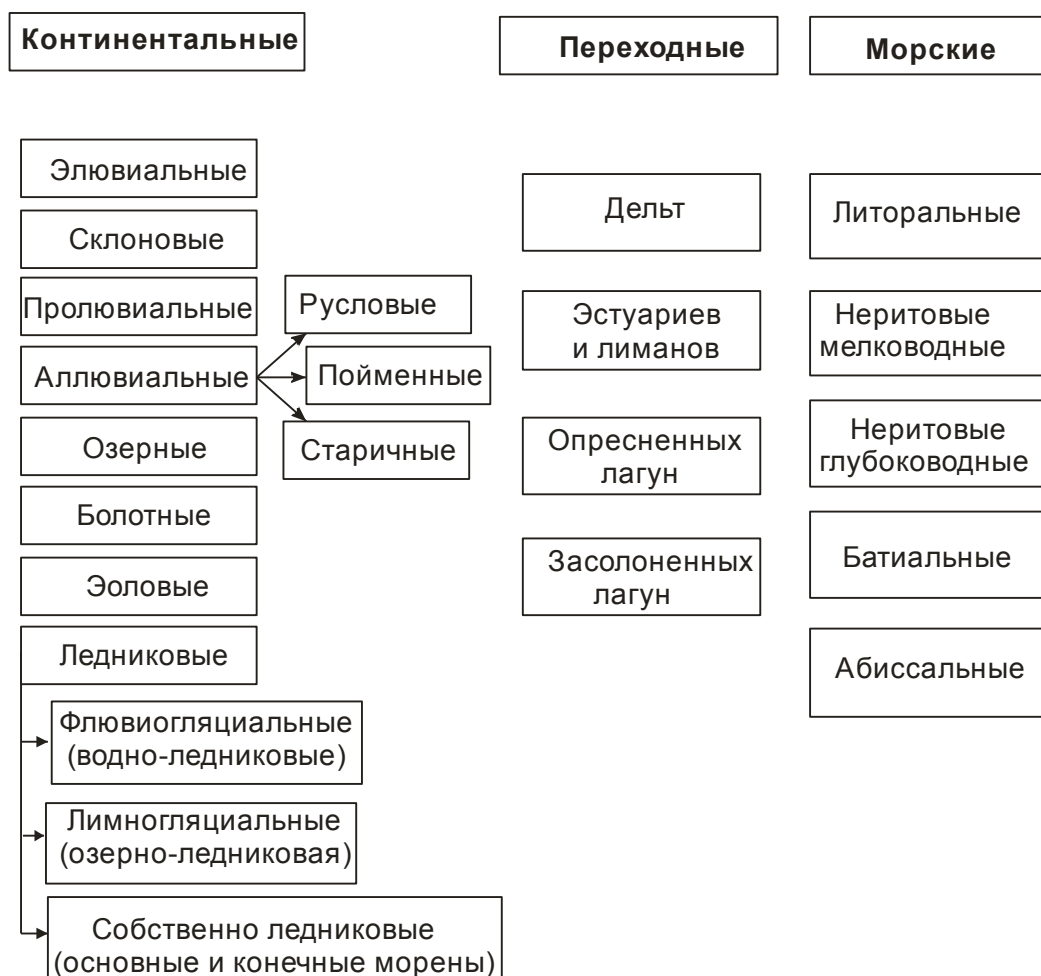 Континентальные
Переходные
Морские
Элювиальные
Склоновые
Пролювиальные
Аллювиальные
Русловые
Пойменные
Старичные
Озерные
Болотные
Эоловые
Ледниковые
Флювиогляциальные
(водно-ледниковые)
Лимногляциальные
(озерно-ледниковая)
Собственно ледниковые
(основные и конечные морены)
Дельт
Эстуариев
и лиманов
Опресненных
лагун
Засолоненных
лагун
Литоральные
Неритовые
мелководные
Неритовые
глубоководные
Батиальные
Абиссальные